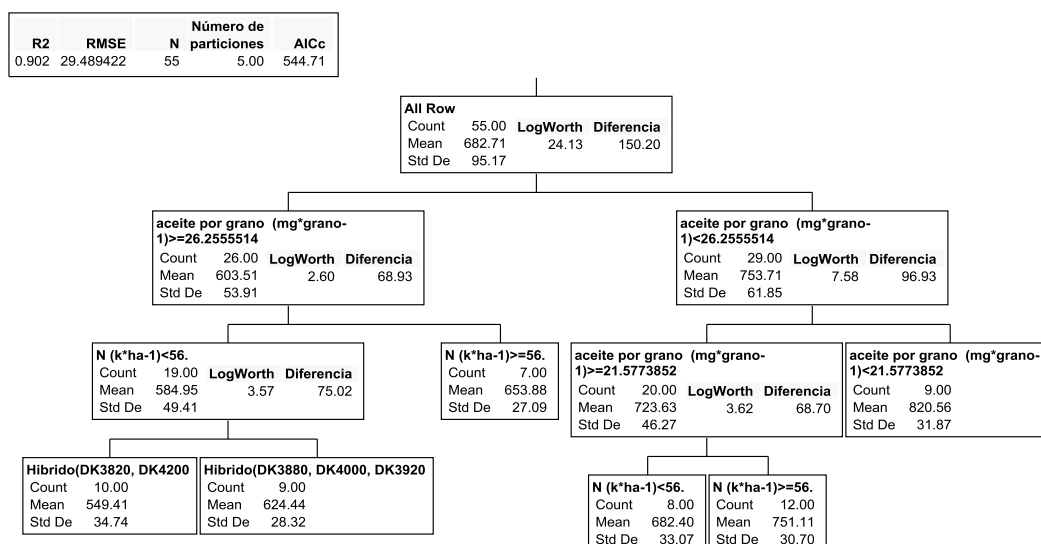 Número de
R2 RMSE N particiones AICc
0.902 29.489422 55 5.00 544.71
All Row
Count 55.00 LogWorth Diferencia
Mean 682.71 24.13 150.20
Std De 95.17
aceite por grano (mg*grano-
1)>=26.2555514
Count 26.00 LogWorth Diferencia
Mean 603.51 2.60 68.93
Std De 53.91
aceite por grano (mg*grano-
1)<26.2555514
Count 29.00 LogWorth Diferencia
Mean 753.71 7.58 96.93
Std De 61.85
N (k*ha-1)<56.
Count 19.00 LogWorth Diferencia
Mean 584.95 3.57 75.02
Std De 49.41
N (k*ha-1)>=56.
Count 7.00
Mean 653.88
Std De 27.09
aceite por grano (mg*grano-
1)>=21.5773852
Count 20.00 LogWorth Diferencia
Mean 723.63 3.62 68.70
Std De 46.27
aceite por grano (mg*grano-
1)<21.5773852
Count 9.00
Mean 820.56
Std De 31.87
Hibrido(DK3820, DK4200
Count 10.00
Mean 549.41
Std De 34.74
Hibrido(DK3880, DK4000, DK3920
Count 9.00
Mean 624.44
Std De 28.32
N (k*ha-1)<56.
Count 8.00
Mean 682.40
Std De 33.07
N (k*ha-1)>=56.
Count 12.00
Mean 751.11
Std De 30.70